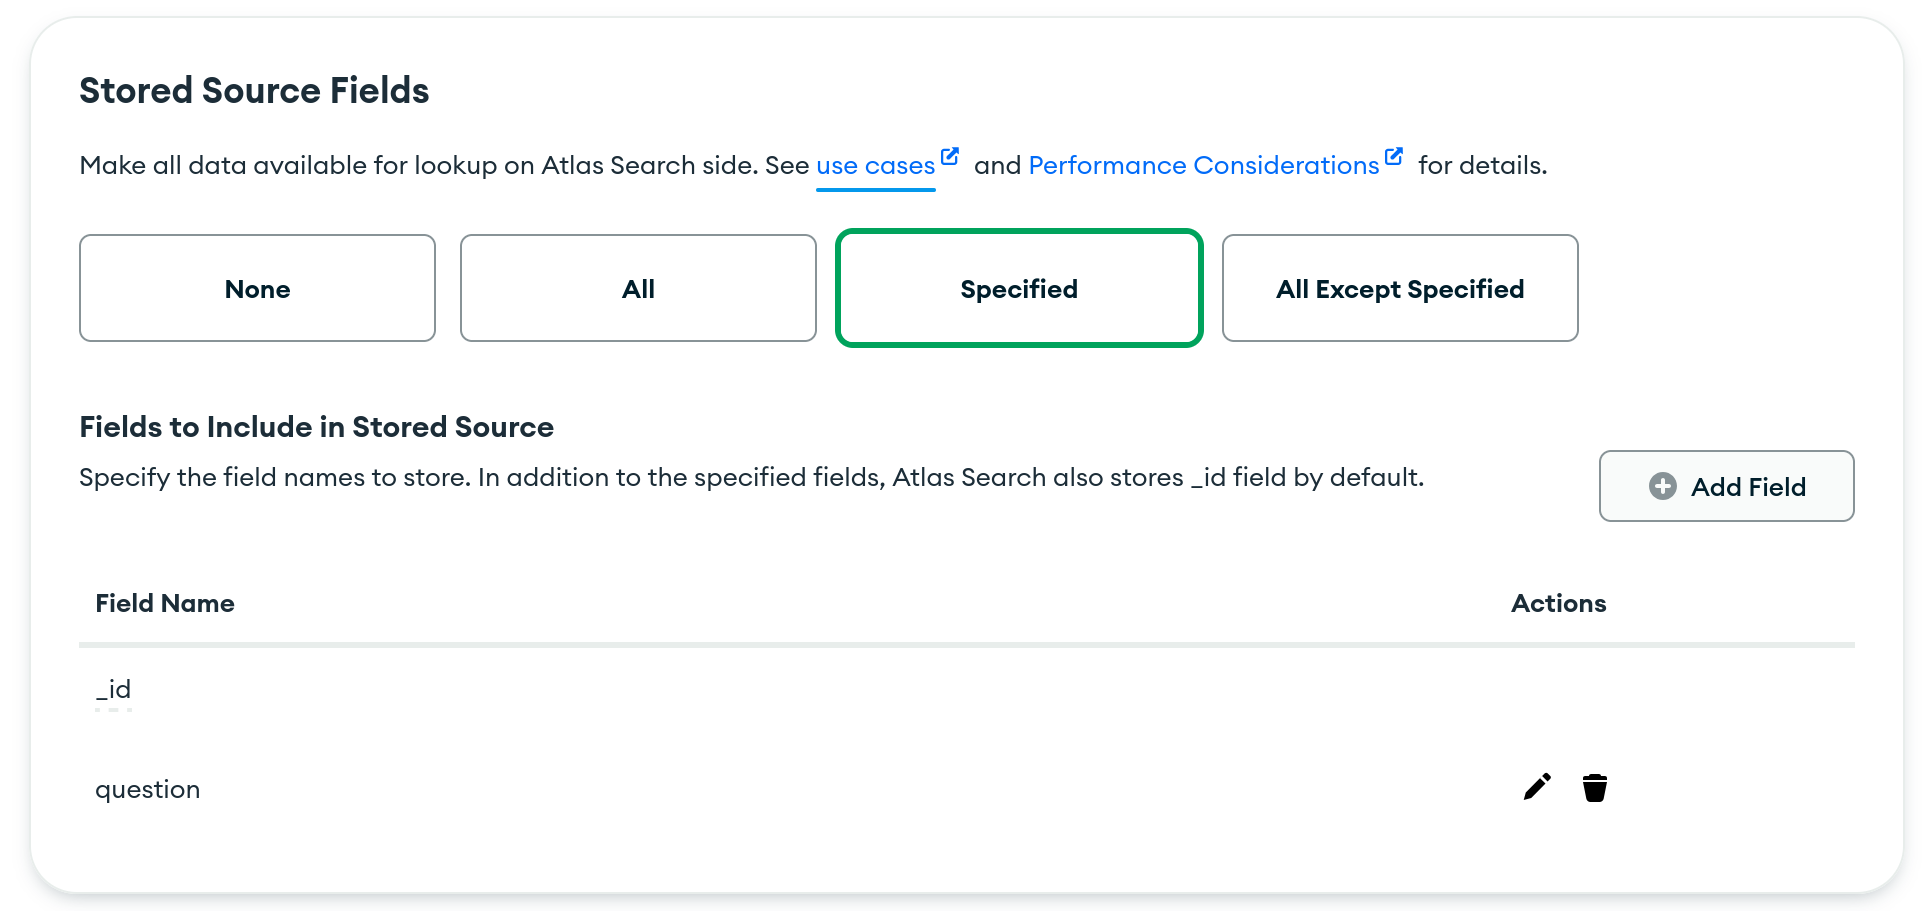 Stored Source Fields
Make all data available for lookup on Atlas Search side. See use cases and Performance Considerations for details.
None
All
Specified
All Except Specified
Fields to Include in Stored Source
Specify the field names to store. In addition to the specified fields, Atlas Search also stores _id field by default.
Add Field
Field Name
Actions
_id
question